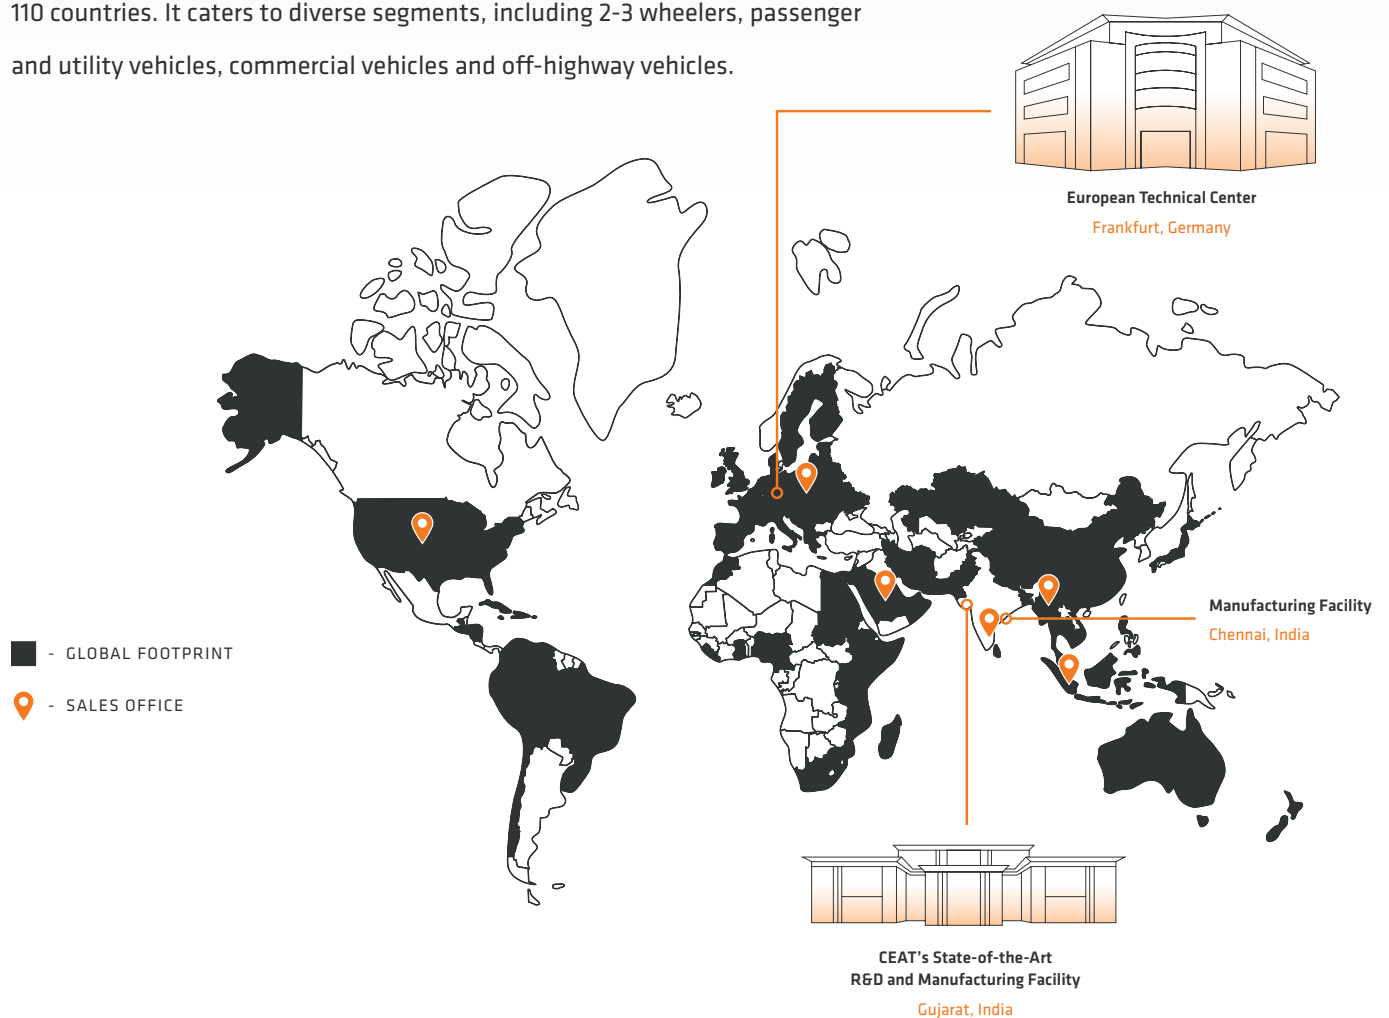 110 countries. It caters to diverse segments, including 2-3 wheelers, passenger
and utility vehicles, commercial vehicles and off-highway vehicles.
European Technical Center
Frankfurt, Germany
Manufacturing Facility
Chennai, India
- GLOBAL FOOTPRINT
- SALES OFFICE
CEAT's State-of-the-Art
R&D and Manufacturing Facility
Gujarat, India